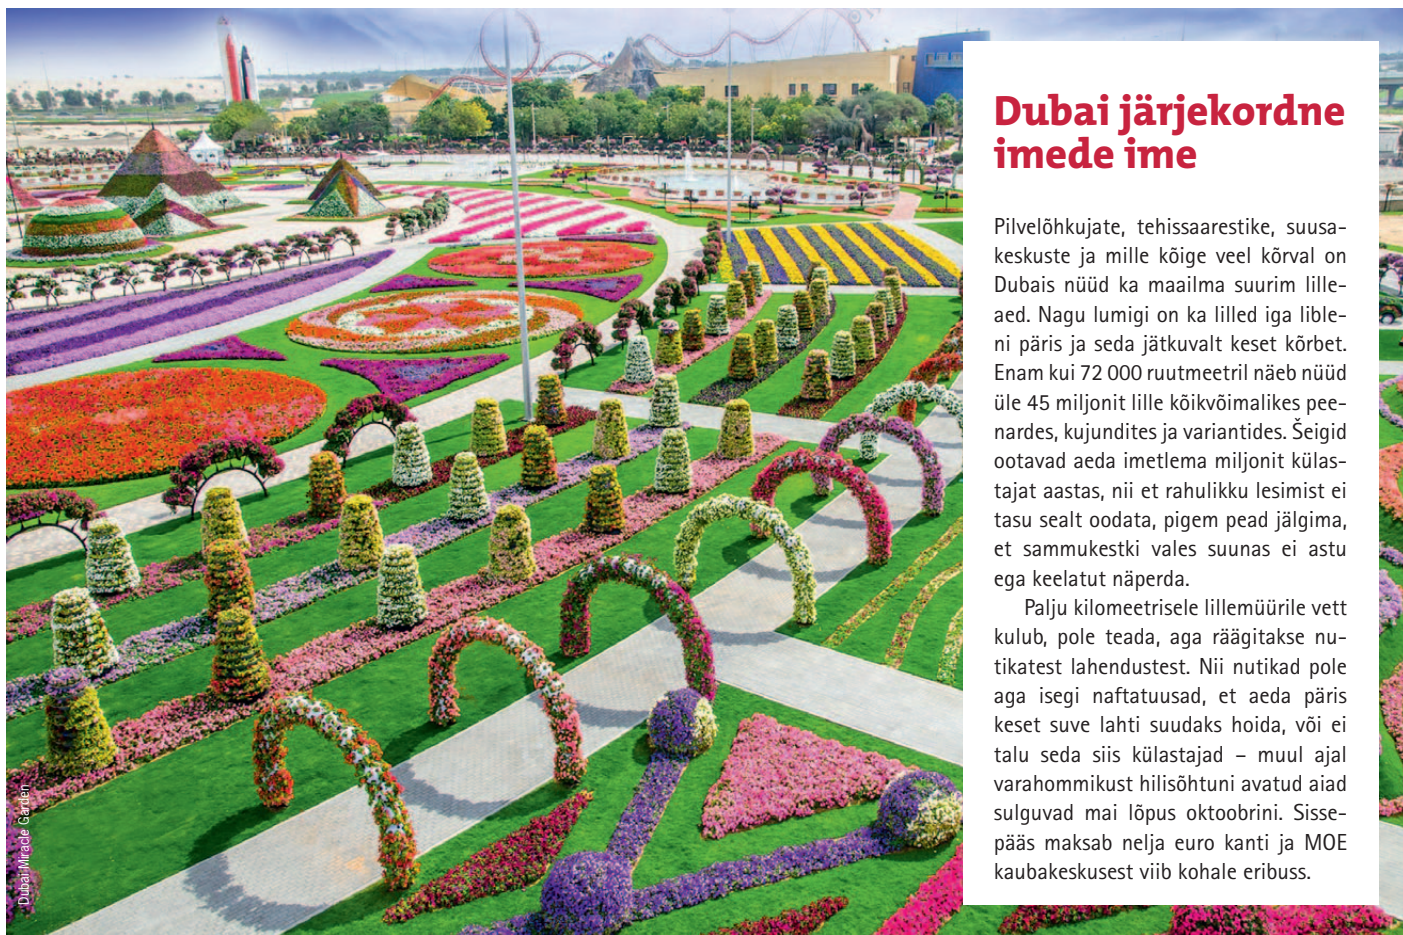 Dubai järjekordne
imede ime
Pilvelõhkujate, tehissaarestike, suusa-
keskuste ja mille kõige veel kõrval on
Dubais nüüd ka maailma suurim lille-
aed. Nagu lumigi on ka lilled iga lible-
ni päris ja seda jätkuvalt keset kõrbet.
Enam kui 72 000 ruutmeetril näeb nüüd
üle 45 miljonit lille kõikvõimalikes pee-
nardes, kujundites ja variantides. Šeigid
ootavad aeda imetlema miljonit külas-
tajat aastas, nii et rahulikku lesimist ei
tasu sealt oodata, pigem pead jälgima,
et sammukestki vales suunas ei astu
ega keelatut näperda.
Palju kilomeetrisele lillemüürile vett
kulub, pole teada, aga räägitakse nu-
tikatest lahendustest. Nii nutikad pole
aga isegi naftatuusad, et aeda päris
keset suve lahti suudaks hoida, või ei
talu seda siis külastajad – muul ajal
varahommikust hilisõhtuni avatud aiad
sulguvad mai lõpus oktoobrini. Sisse-
pääs maksab nelja euro kanti ja MOE
kaubakeskusest viib kohale eribuss.
Dubai Miracle Garden